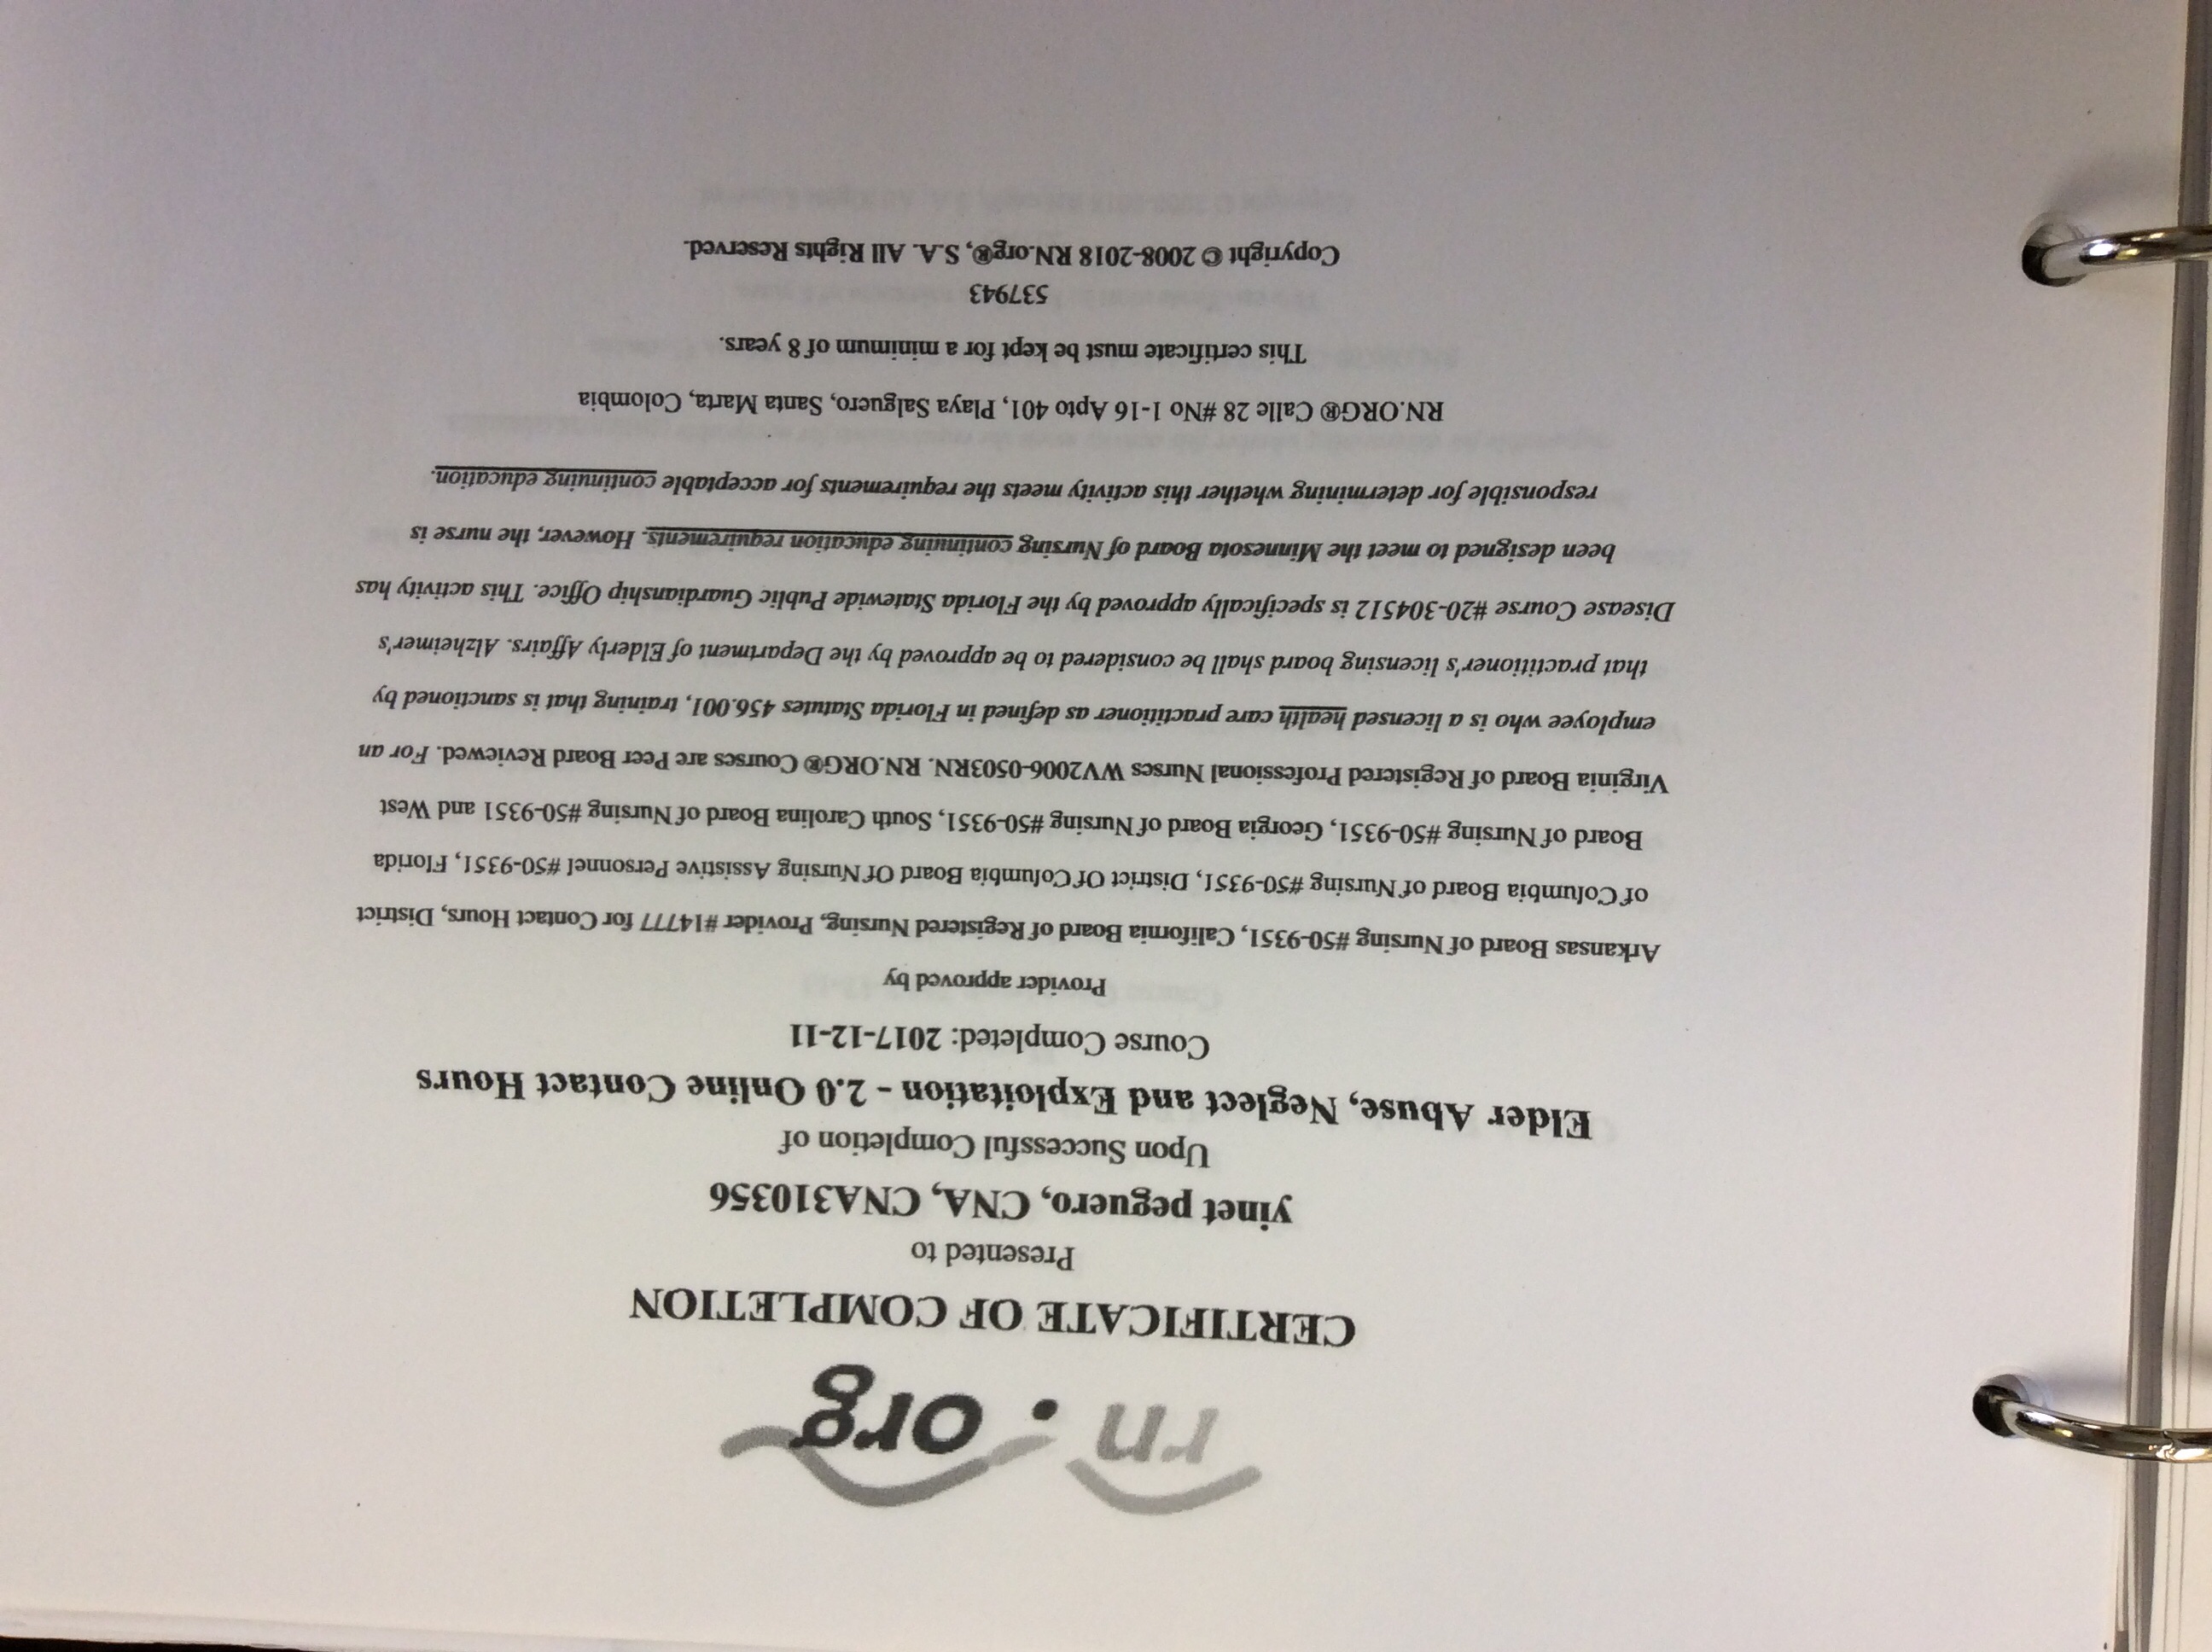 rn.org
CERTIFICATE OF COMPLETION
Presented to
yinet peguero, CNA, CNA310356
Upon Successful Completion of
Elder Abuse, Neglect and Exploitation - 2.0 Online Contact Hours
Course Completed: 2017-12-11
Provider approved by
Arkansas Board of Nursing #50-9351, California Board of Registered Nursing, Provider #14777 for Contact Hours, District
of Columbia Board of Nursing #50-9351, District Of Columbia Board Of Nursing Assistive Personnel #50-9351, Florida
Board of Nursing #50-9351, Georgia Board of Nursing #50-9351, South Carolina Board of Nursing #50-9351 and West
Virginia Board of Registered Professional Nurses WV2006-0503RN. RN.ORG® Courses are Peer Board Reviewed. For an
employee who is a licensed health care practitioner as defined in Florida Statutes 456.001, training that is sanctioned by
that practitioner's licensing board shall be considered to be approved by the Department of Elderly Affairs. Alzheimer's
Disease Course #20-304512 is specifically approved by the Florida Statewide Public Guardianship Office. This activity has
been designed to meet the Minnesota Board of Nursing continuing education requirements. However, the nurse is
responsible for determining whether this activity meets the requirements for acceptable continuing education.
RN.ORG® Calle 28 #No 1-16 Apto 401, Playa Salguero, Santa Marta, Colombia
This certificate must be kept for a minimum of 8 years.
537943
Copyright © 2008-2018 RN.org®, S.A. All Rights Reserved.